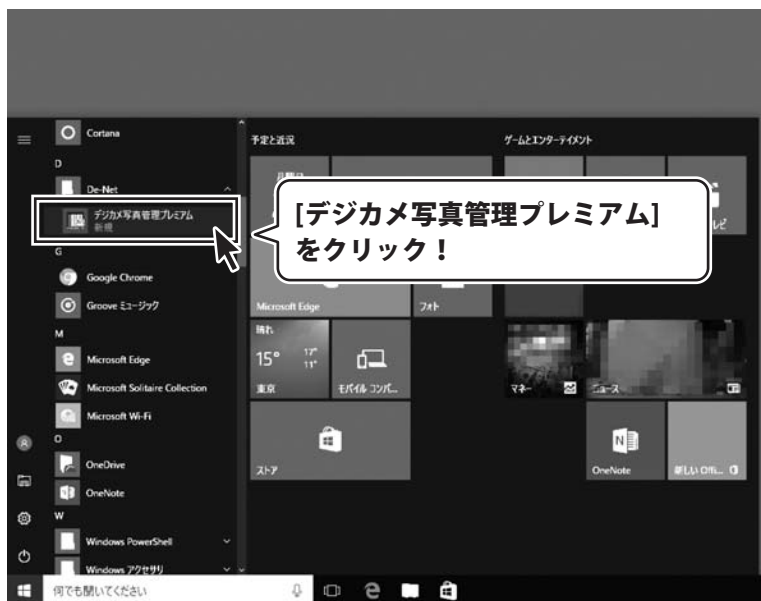 Cortana
D
De-Net
デジカメ写真管理プレミアム
新規
G
Google Chrome
Groove ミュージック
M
Microsoft Edge
Microsoft Solitaire Collection
Microsoft Wi-Fi
O
OneDrive
OneNote
W
Windows PowerShell
Windows アクセサリ
何でも聞いてください
予定と近況
ゲームとエンターテイメント
[デジカメ写真管理プレミアム]
をクリック！
Microsoft Edge
フォト
晴れ
15°
17°
11°
東京
モバイル コンパ...
マネー
ニュース
ストア
N
OneNote
新しい Offi...